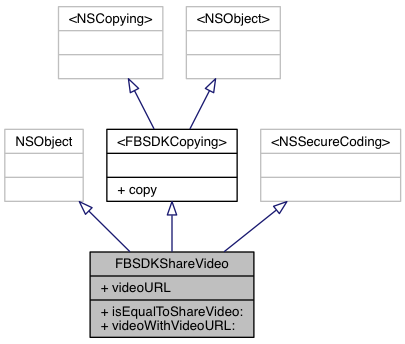 <NSCopying>
<NSObject>
NSObject
<FBSDKCopying>
+ copy
<NSSecureCoding>
FBSDKShareVideo
+ videoURL
+ isEqualToShareVideo:
+ videoWithVideoURL: